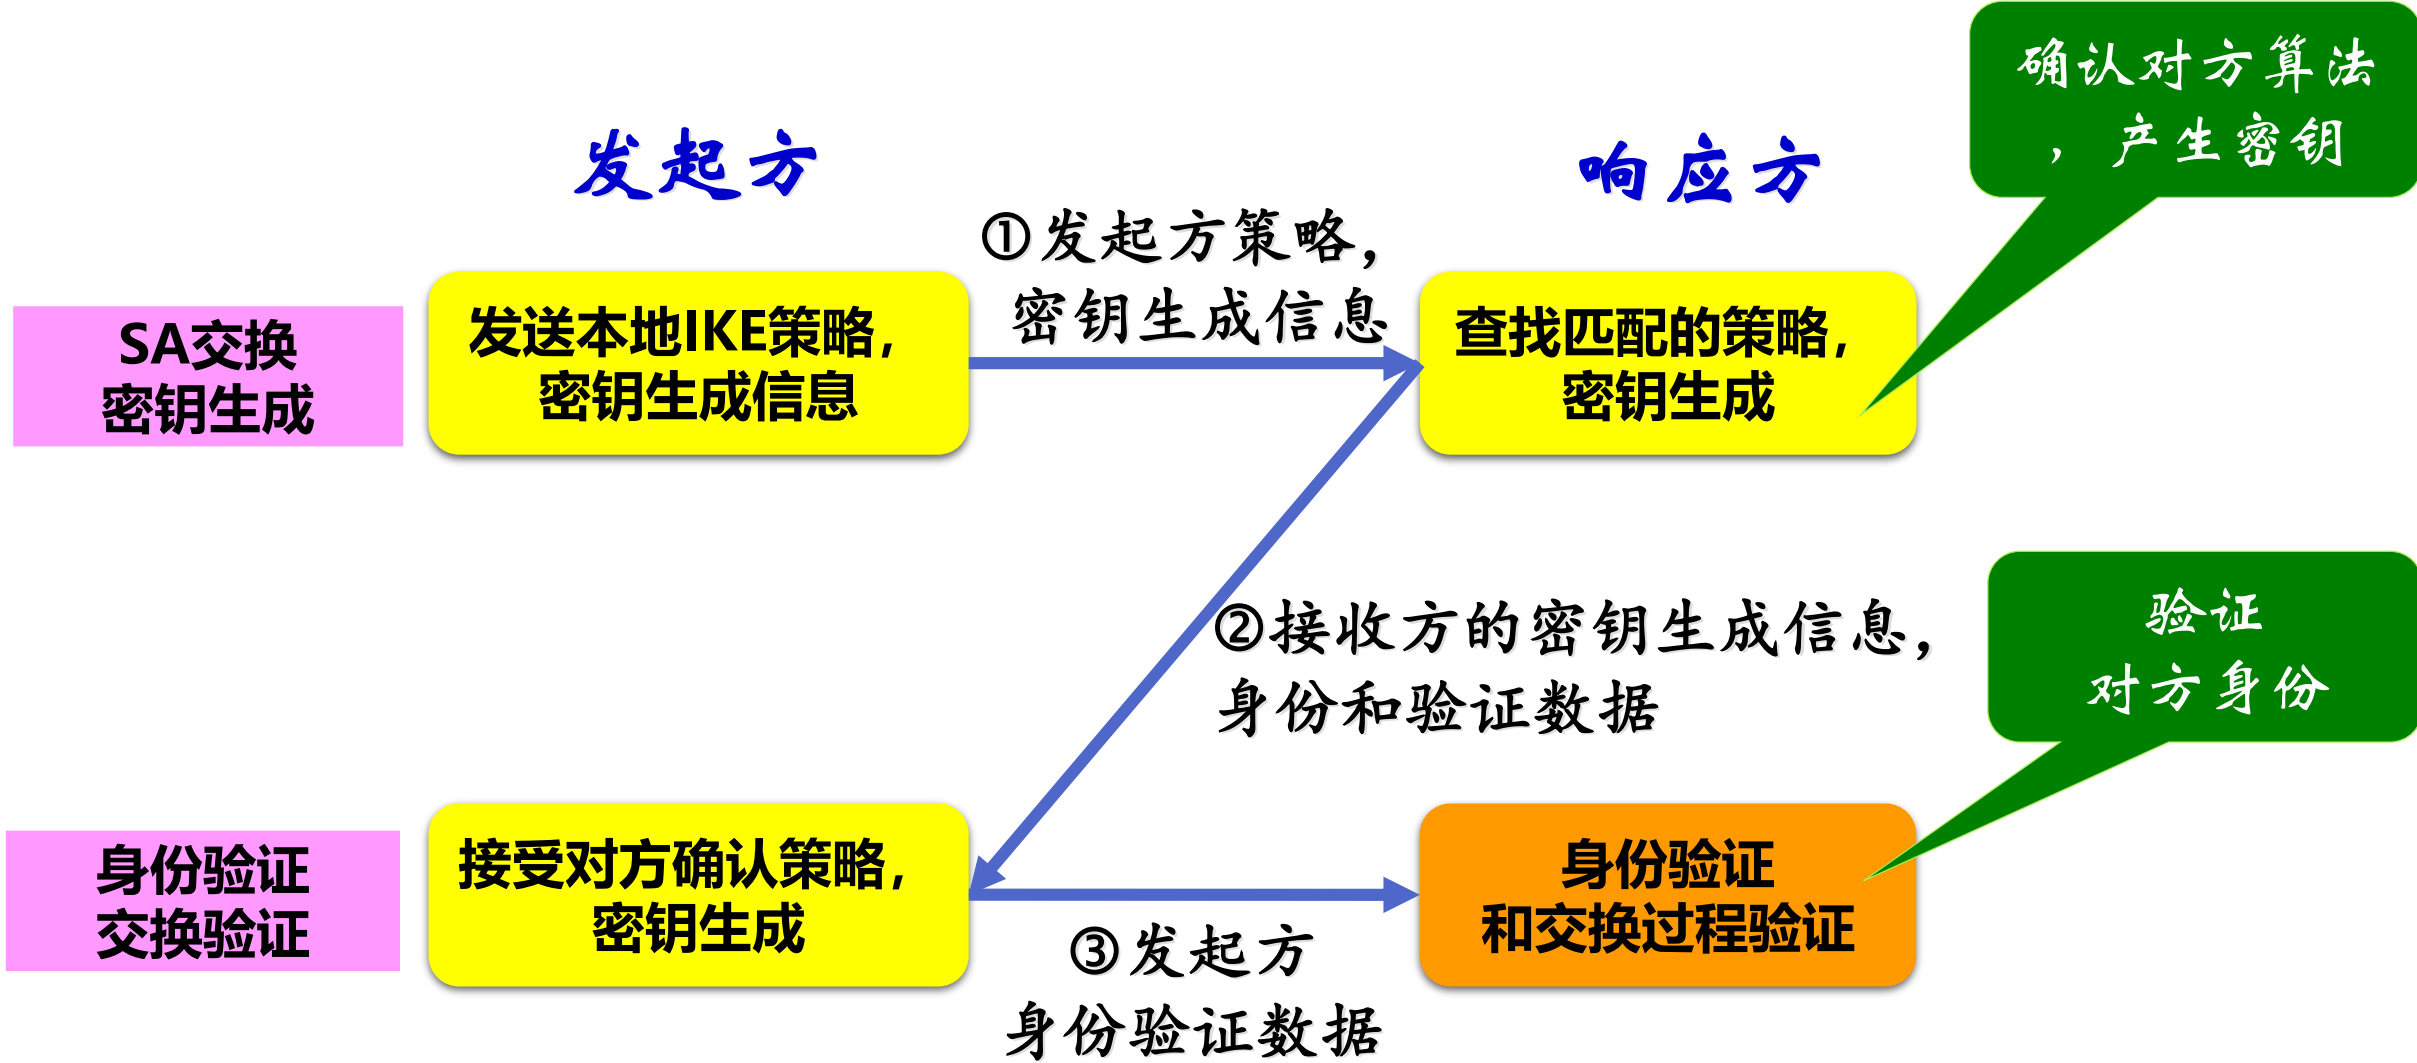 确认对方算法
，产生密钥
发起方
响应方
①发起方策略，
密钥生成信息
SA交换
密钥生成
发送本地IKE策略，
密钥生成信息
查找匹配的策略，
密钥生成
②接收方的密钥生成信息，
身份和验证数据
验证
对方身份
身份验证
交换验证
接受对方确认策略，
密钥生成
身份验证
和交换过程验证
③发起方
身份验证数据